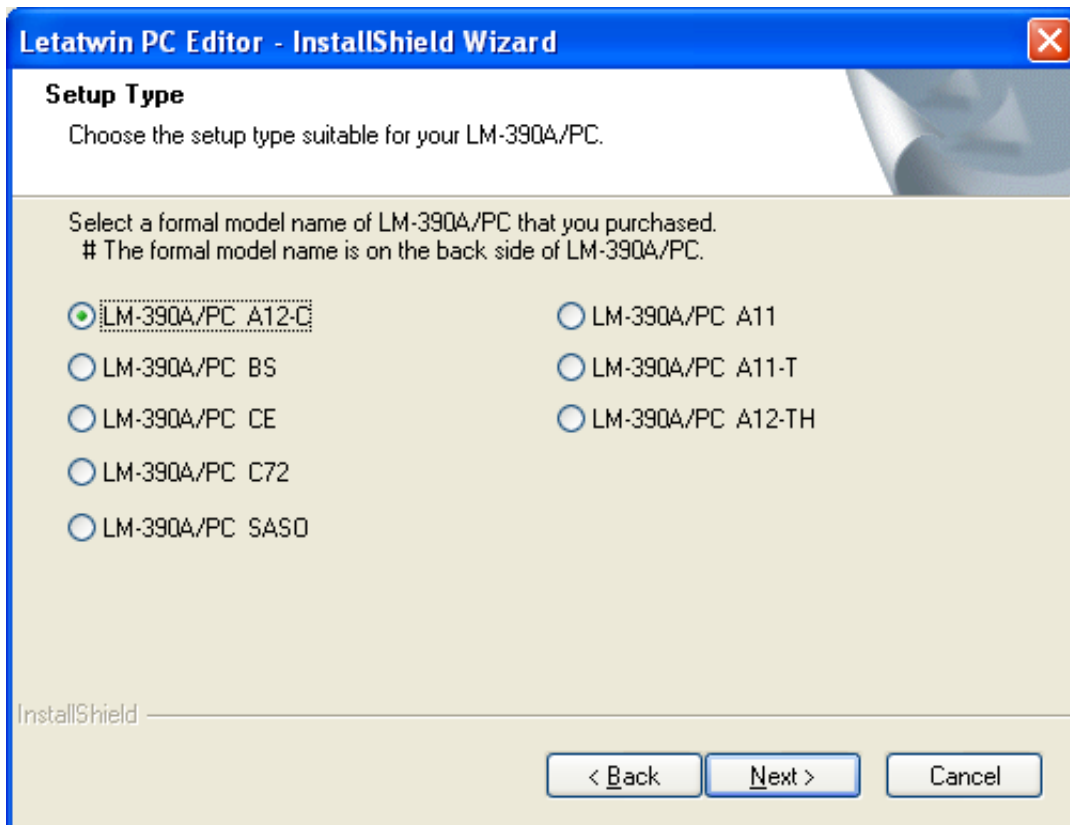 Letatwin PC Editor - InstallShield Wizard
Setup Type
Choose the setup type suitable for your LM-390A/PC.
Select a formal model name of LM-390A/PC that you purchased.
# The formal model name is on the back side of LM-390A/PC.
LM-390A/PC A12-C
LM-390A/PC BS
LM-390A/PC CE
LM-390A/PC C72
LM-390A/PC SASO
LM-390A/PC A11
LM-390A/PC A11-T
LM-390A/PC A12-TH
InstallShield
< Back
Next >
Cancel